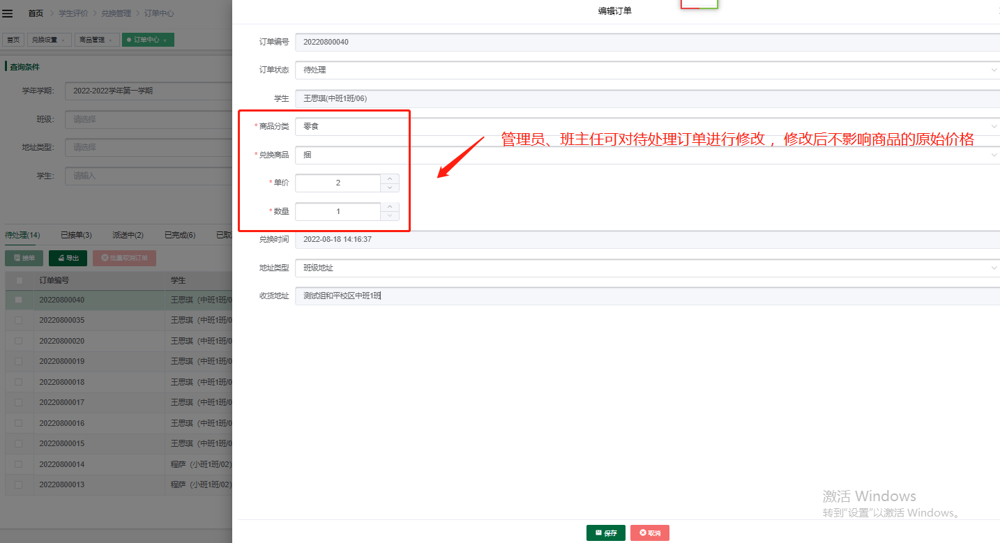 首页 > 学生评价 > 兑换管理 > 订单中心
首页
兑换设置 ×
商品管理 ×
订单中心 ×
查询条件
学年学期: 2022-2022学年第一学期
班级: 请选择
地址类型: 请选择
学生: 请输入
待处理(14) 已接单(3) 派送中(2) 已完成(6) 已取
接单 导出 批量取消订单
订单编号 学生
20220800040 王思琪（中班1班/0
20220800035 王思琪（中班1班/0
20220800020 王思琪（中班1班/0
20220800019 王思琪（中班1班/0
20220800018 王思琪（中班1班/0
20220800017 王思琪（中班1班/0
20220800016 王思琪（中班1班/0
20220800015 王思琪（中班1班/0
20220800014 程萨（小班1班/02）
20220800013 程萨（小班1班/02）
编辑订单
订单编号 20220800040
订单状态 待处理
学生 王思琪(中班1班/06)
* 商品分类 零食
* 兑换商品 捆
* 单价 2
* 数量 1
管理员、班主任可对待处理订单进行修改 ，修改后不影响商品的原始价格
兑换时间 2022-08-18 14:16:37
地址类型 班级地址
收货地址 测试组和平校区中班1班
激活 Windows
转到"设置"以激活 Windows。
保存 取消